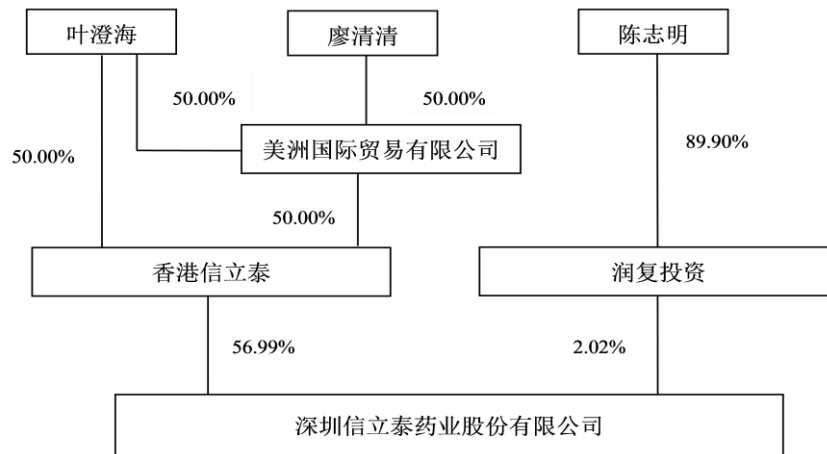 叶澄海
廖清清
陈志明
50.00%
50.00%
美洲国际贸易有限公司
89.90%
50.00%
50.00%
香港信立泰
润复投资
56.99%
2.02%
深圳信立泰药业股份有限公司